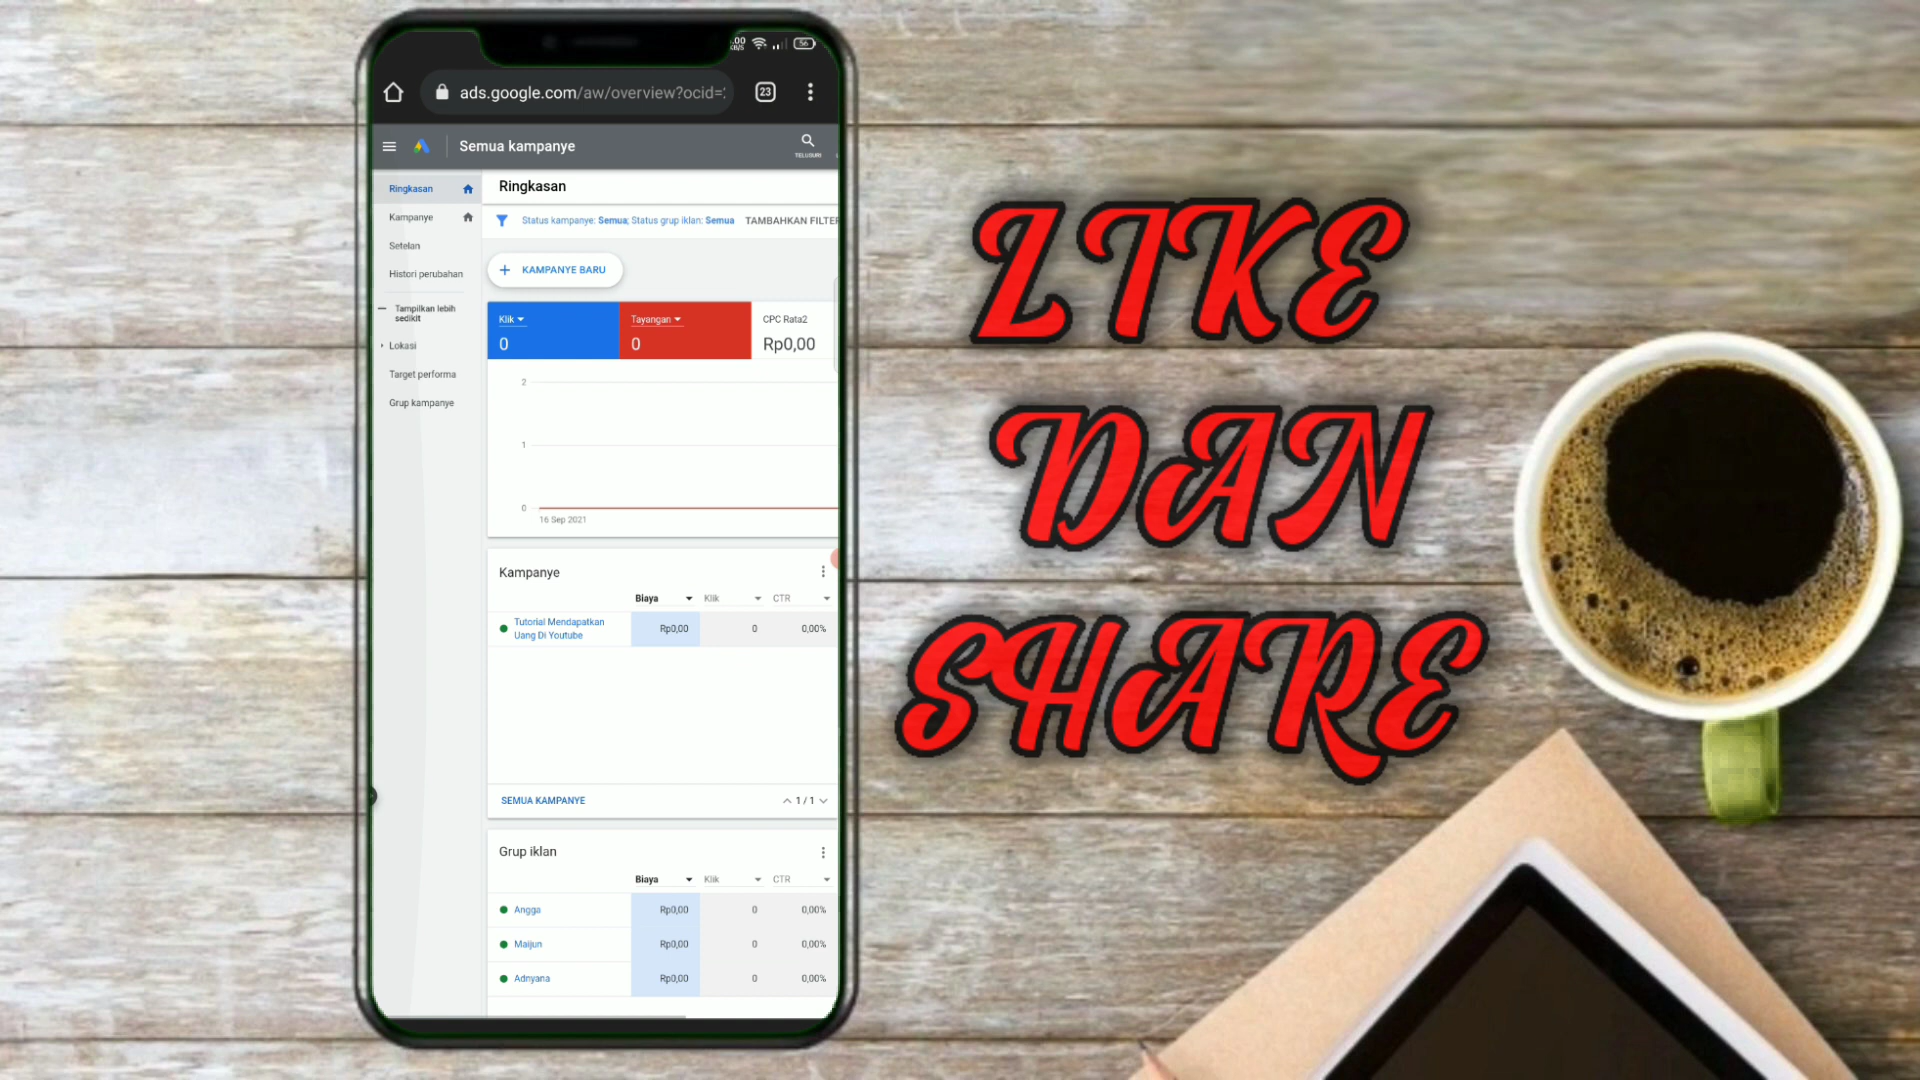 .00
KB/S
56
ads.google.com/aw/overview?ocid=
23
Semua kampanye
TELUSURI
Ringkasan
Kampanye
Setelan
Histori perubahan
Tampilkan lebih
sedikit
Lokasi
Target performa
Grup kampanye
Ringkasan
Status kampanye: Semua; Status grup iklan: Semua TAMBAHKAN FILTER
+ KAMPANYE BARU
Klik Tayangan CPC Rata2
0 0 Rp0,00
2
1
0
16 Sep 2021
Kampanye
Biaya Klik CTR
Tutorial Mendapatkan
Uang Di Youtube
Rp0,00 0 0,00%
SEMUA KAMPANYE 1 / 1
Grup iklan
Biaya Klik CTR
Angga Rp0,00 0 0,00%
Maijun Rp0,00 0 0,00%
Adnyana Rp0,00 0 0,00%
LIKE
DAN
SHARE